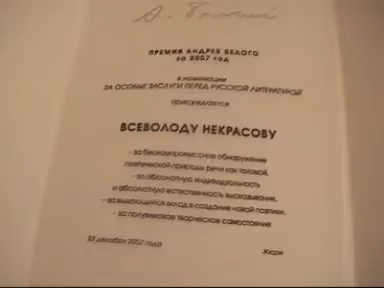 А. Белый
ПРЕМИЯ АНДРЕЯ БЕЛОГО
за 2007 ГОД
в номинации
ЗА ОСОБЫЕ ЗАСЛУГИ ПЕРЕД РУССКОЙ ЛИТЕРАТУРОЙ
присуждается
ВСЕВОЛОДУ НЕКРАСОВУ
- за бескомпромиссное обнаружение
поэтической природы речи как таковой,
- за абсолютную индивидуальность
и абсолютную естественность высказывания,
- за выдающийся вклад в создание новой поэтики,
- за полувековое творческое самостояние
22 декабря 2007 года
Жюри